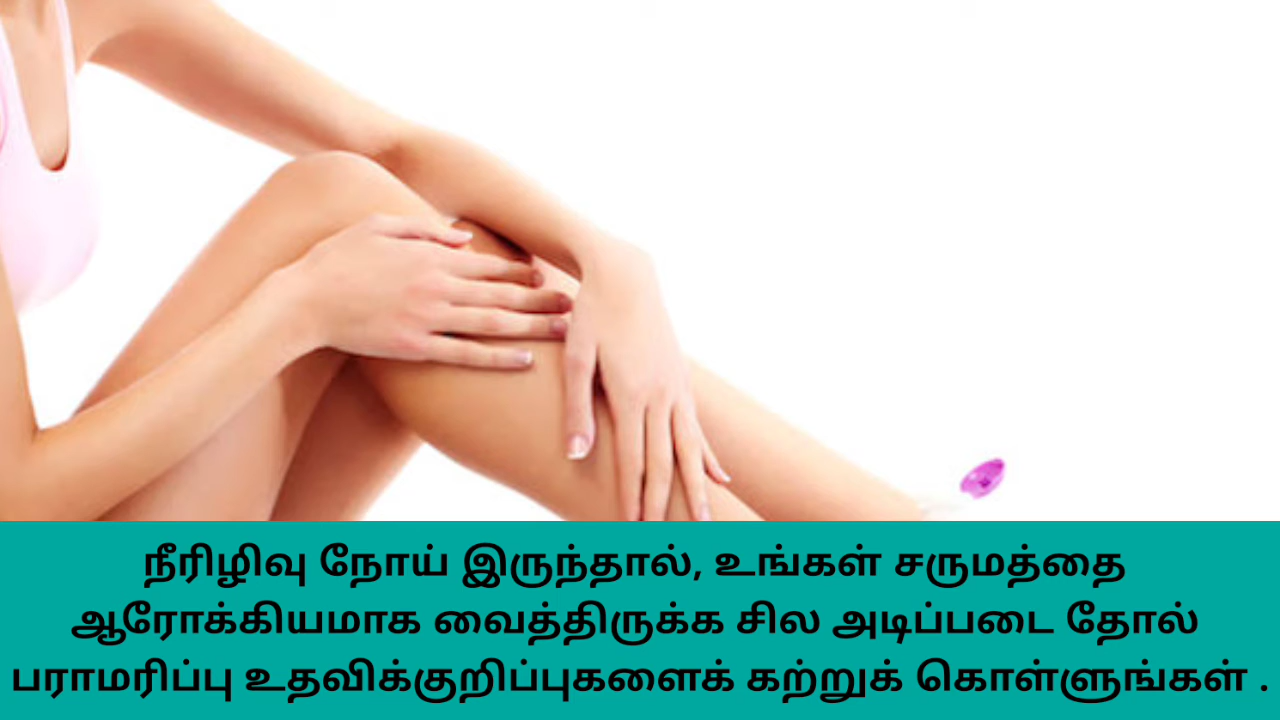 நீரிழிவு நோய் இருந்தால், உங்கள் சருமத்தை
ஆரோக்கியமாக வைத்திருக்க சில அடிப்படை தோல்
பராமரிப்பு உதவிக்குறிப்புகளைக் கற்றுக் கொள்ளுங்கள் .